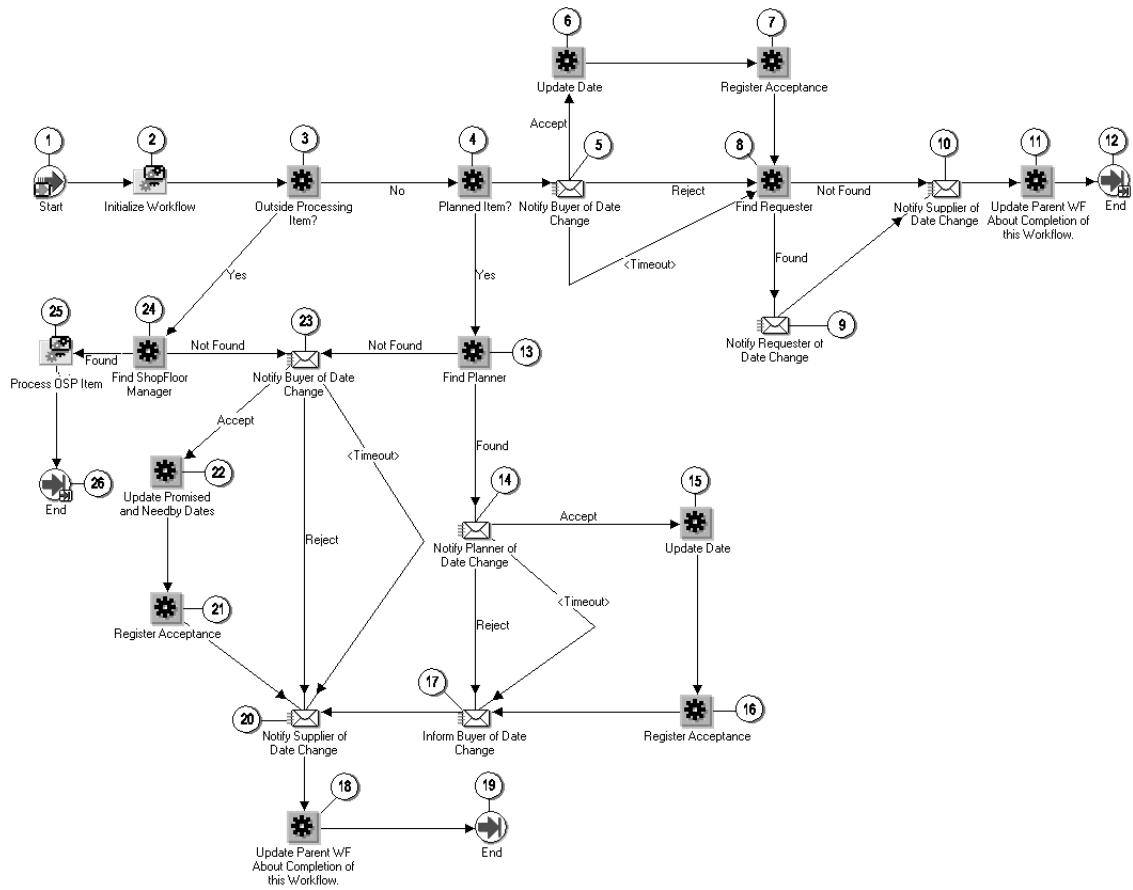 6
7
Update Date
Register Acceptance
Accept
1
2
3
4
5
8
10
11
12
No
Reject
Not Found
Start
Initialize Workflow
Outside Processing
Item?
Planned Item?
Notify Buyer of Date
Change
Find Requester
Notify Supplier of
Date Change
Update Parent WF
About Completion of
this Workflow.
End
<Timeout>
Found
Yes
Yes
9
Notify Requester of
Date Change
25
24
23
13
Found
Not Found
Not Found
Process OSP Item
Find ShopFloor
Manager
Notify Buyer of Date
Change
Find Planner
Accept
<Timeout>
Found
26
End
22
Update Promised
and Needby Dates
14
15
Accept
Notify Planner of
Date Change
Update Date
Reject
<Timeout>
Reject
21
Register Acceptance
17
20
16
Notify Supplier of
Date Change
Inform Buyer of Date
Change
Register Acceptance
18
19
Update Parent WF
About Completion of
this Workflow.
End